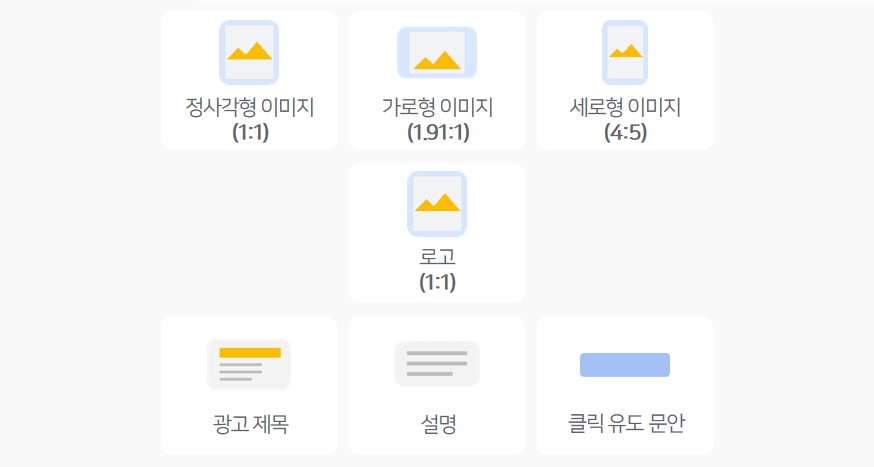 정사각형 이미지
(1:1)
가로형 이미지
(1.91:1)
세로형 이미지
(4:5)
로고
(1:1)
광고 제목
설명
클릭 유도 문안